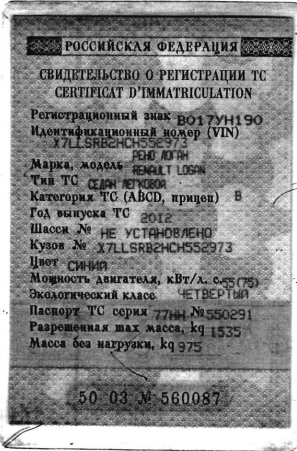 РОССИЙСКАЯ ФЕДЕРАЦИЯ
СВИДЕТЕЛЬСТВО О РЕГИСТРАЦИИ ТС
CERTIFICAT D'IMMATRICULATION
Регистрационный знак В017УН190
Идентификационный номер (VIN)
X7LLSRB2HCH552973
РЕНО ЛОГАН
Марка, модель RENAULT LOGAN
Тип ТС СЕДАН ЛЕГКОВОЙ
Категория ТС (ABCD, прицеп) B
Год выпуска ТС 2012
Шасси № НЕ УСТАНОВЛЕНО
Кузов № X7LLSRB2HCH552973
Цвет СИНИЙ
Мощность двигателя, кВт/л. с. 55(75)
Экологический класс ЧЕТВЕРТЫЙ
Паспорт ТС серия 77НН № 550291
Разрешенная max масса, kg 1535
Масса без нагрузки, kg 975
50 03 № 560087